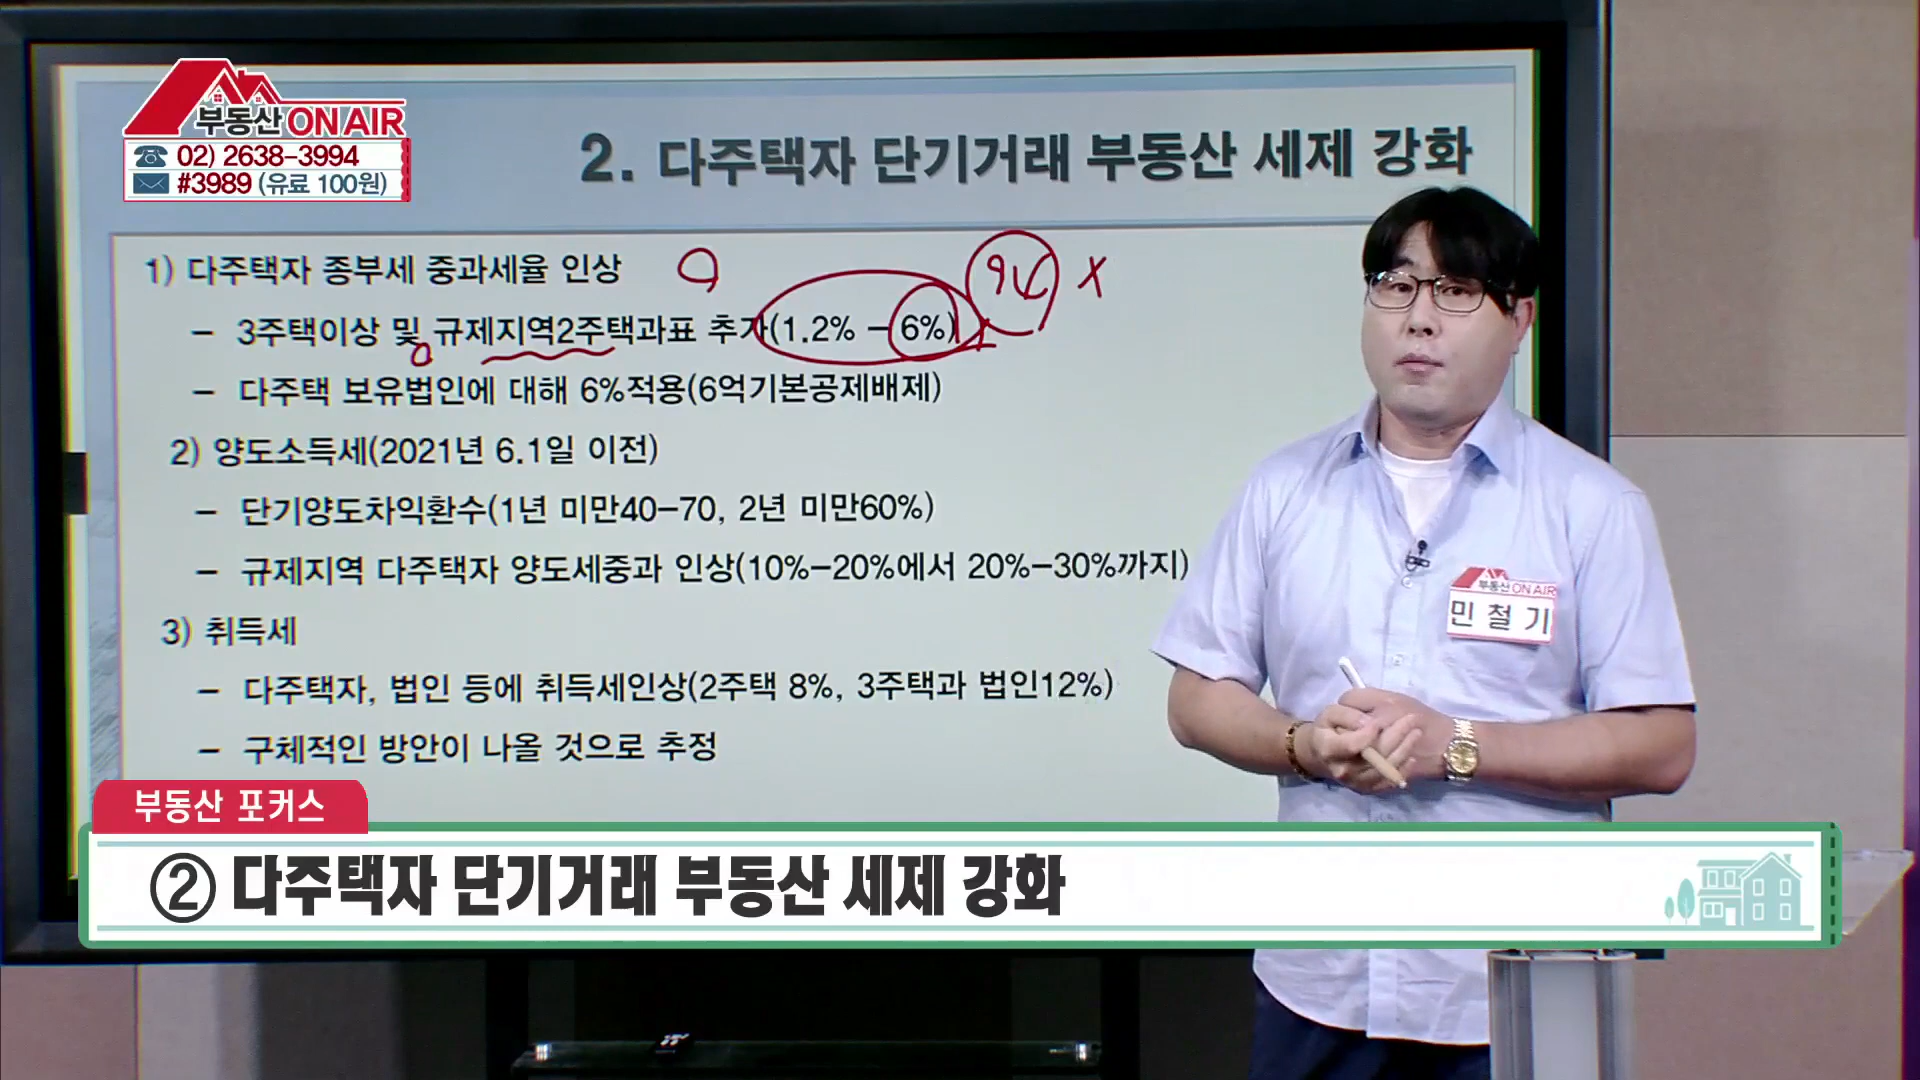 부동산 ON AIR
02) 2638-3994
#3989 (유료 100원)
2. 다주택자 단기거래 부동산 세제 강화
1) 다주택자 종부세 중과세율 인상
- 3주택이상 및 규제지역2주택과표 추가(1.2% - 6%)
- 다주택 보유법인에 대해 6%적용(6억기본공제배제)
2) 양도소득세(2021년 6.1일 이전)
- 단기양도차익환수(1년 미만40-70, 2년 미만60%)
- 규제지역 다주택자 양도세중과 인상(10%-20%에서 20%-30%까지)
3) 취득세
- 다주택자, 법인 등에 취득세인상(2주택 8%, 3주택과 법인12%)
- 구체적인 방안이 나올 것으로 추정
부동산 ON AIR
민철기
부동산 포커스
② 다주택자 단기거래 부동산 세제 강화